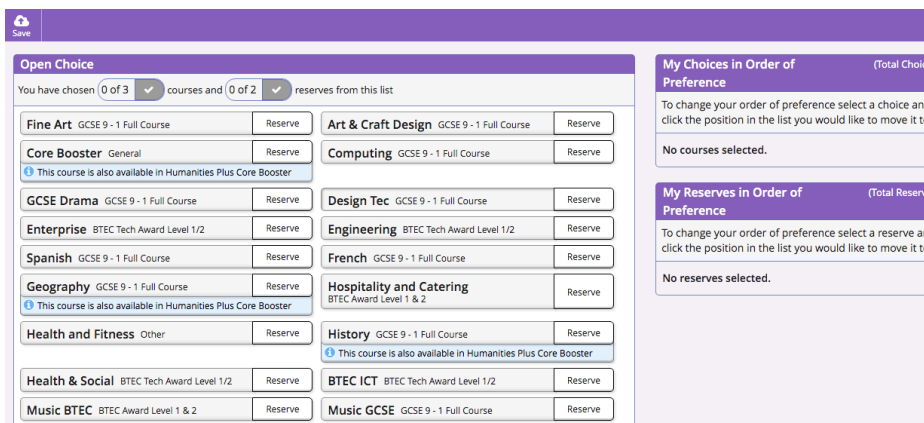 Save
Open Choice
You have chosen 0 of 3 courses and 0 of 2 reserves from this list
Fine Art GCSE 9 - 1 Full Course Reserve
Art & Craft Design GCSE 9 - 1 Full Course Reserve
Core Booster General Reserve
This course is also available in Humanities Plus Core Booster
Computing GCSE 9 - 1 Full Course Reserve
GCSE Drama GCSE 9 - 1 Full Course Reserve
Design Tec GCSE 9 - 1 Full Course Reserve
Enterprise BTEC Tech Award Level 1/2 Reserve
Engineering BTEC Tech Award Level 1/2 Reserve
Spanish GCSE 9 - 1 Full Course Reserve
French GCSE 9 - 1 Full Course Reserve
Geography GCSE 9 - 1 Full Course Reserve
This course is also available in Humanities Plus Core Booster
Hospitality and Catering
BTEC Award Level 1 & 2 Reserve
Health and Fitness Other Reserve
History GCSE 9 - 1 Full Course Reserve
This course is also available in Humanities Plus Core Booster
Health & Social BTEC Tech Award Level 1/2 Reserve
BTEC ICT BTEC Tech Award Level 1/2 Reserve
Music BTEC BTEC Award Level 1 & 2 Reserve
Music GCSE GCSE 9 - 1 Full Course Reserve
My Choices in Order of (Total Choic
Preference
To change your order of preference select a choice an
click the position in the list you would like to move it t
No courses selected.
My Reserves in Order of (Total Reserv
Preference
To change your order of preference select a reserve a
click the position in the list you would like to move it t
No reserves selected.